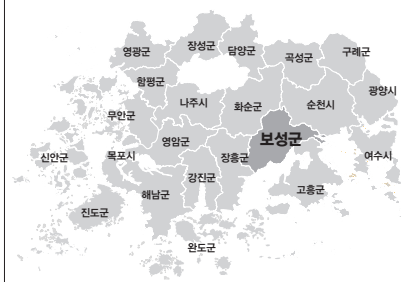 영광군
장성군
담양군
곡성군
구례군
함평군
광양시
나주시
화순군
순천시
무안군
보성군
영암군
신안군
목포시
장흥군
여수시
강진군
고흥군
해남군
진도군
완도군